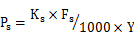 Pₛ = Kₛ × Fₛ/1000 × Y